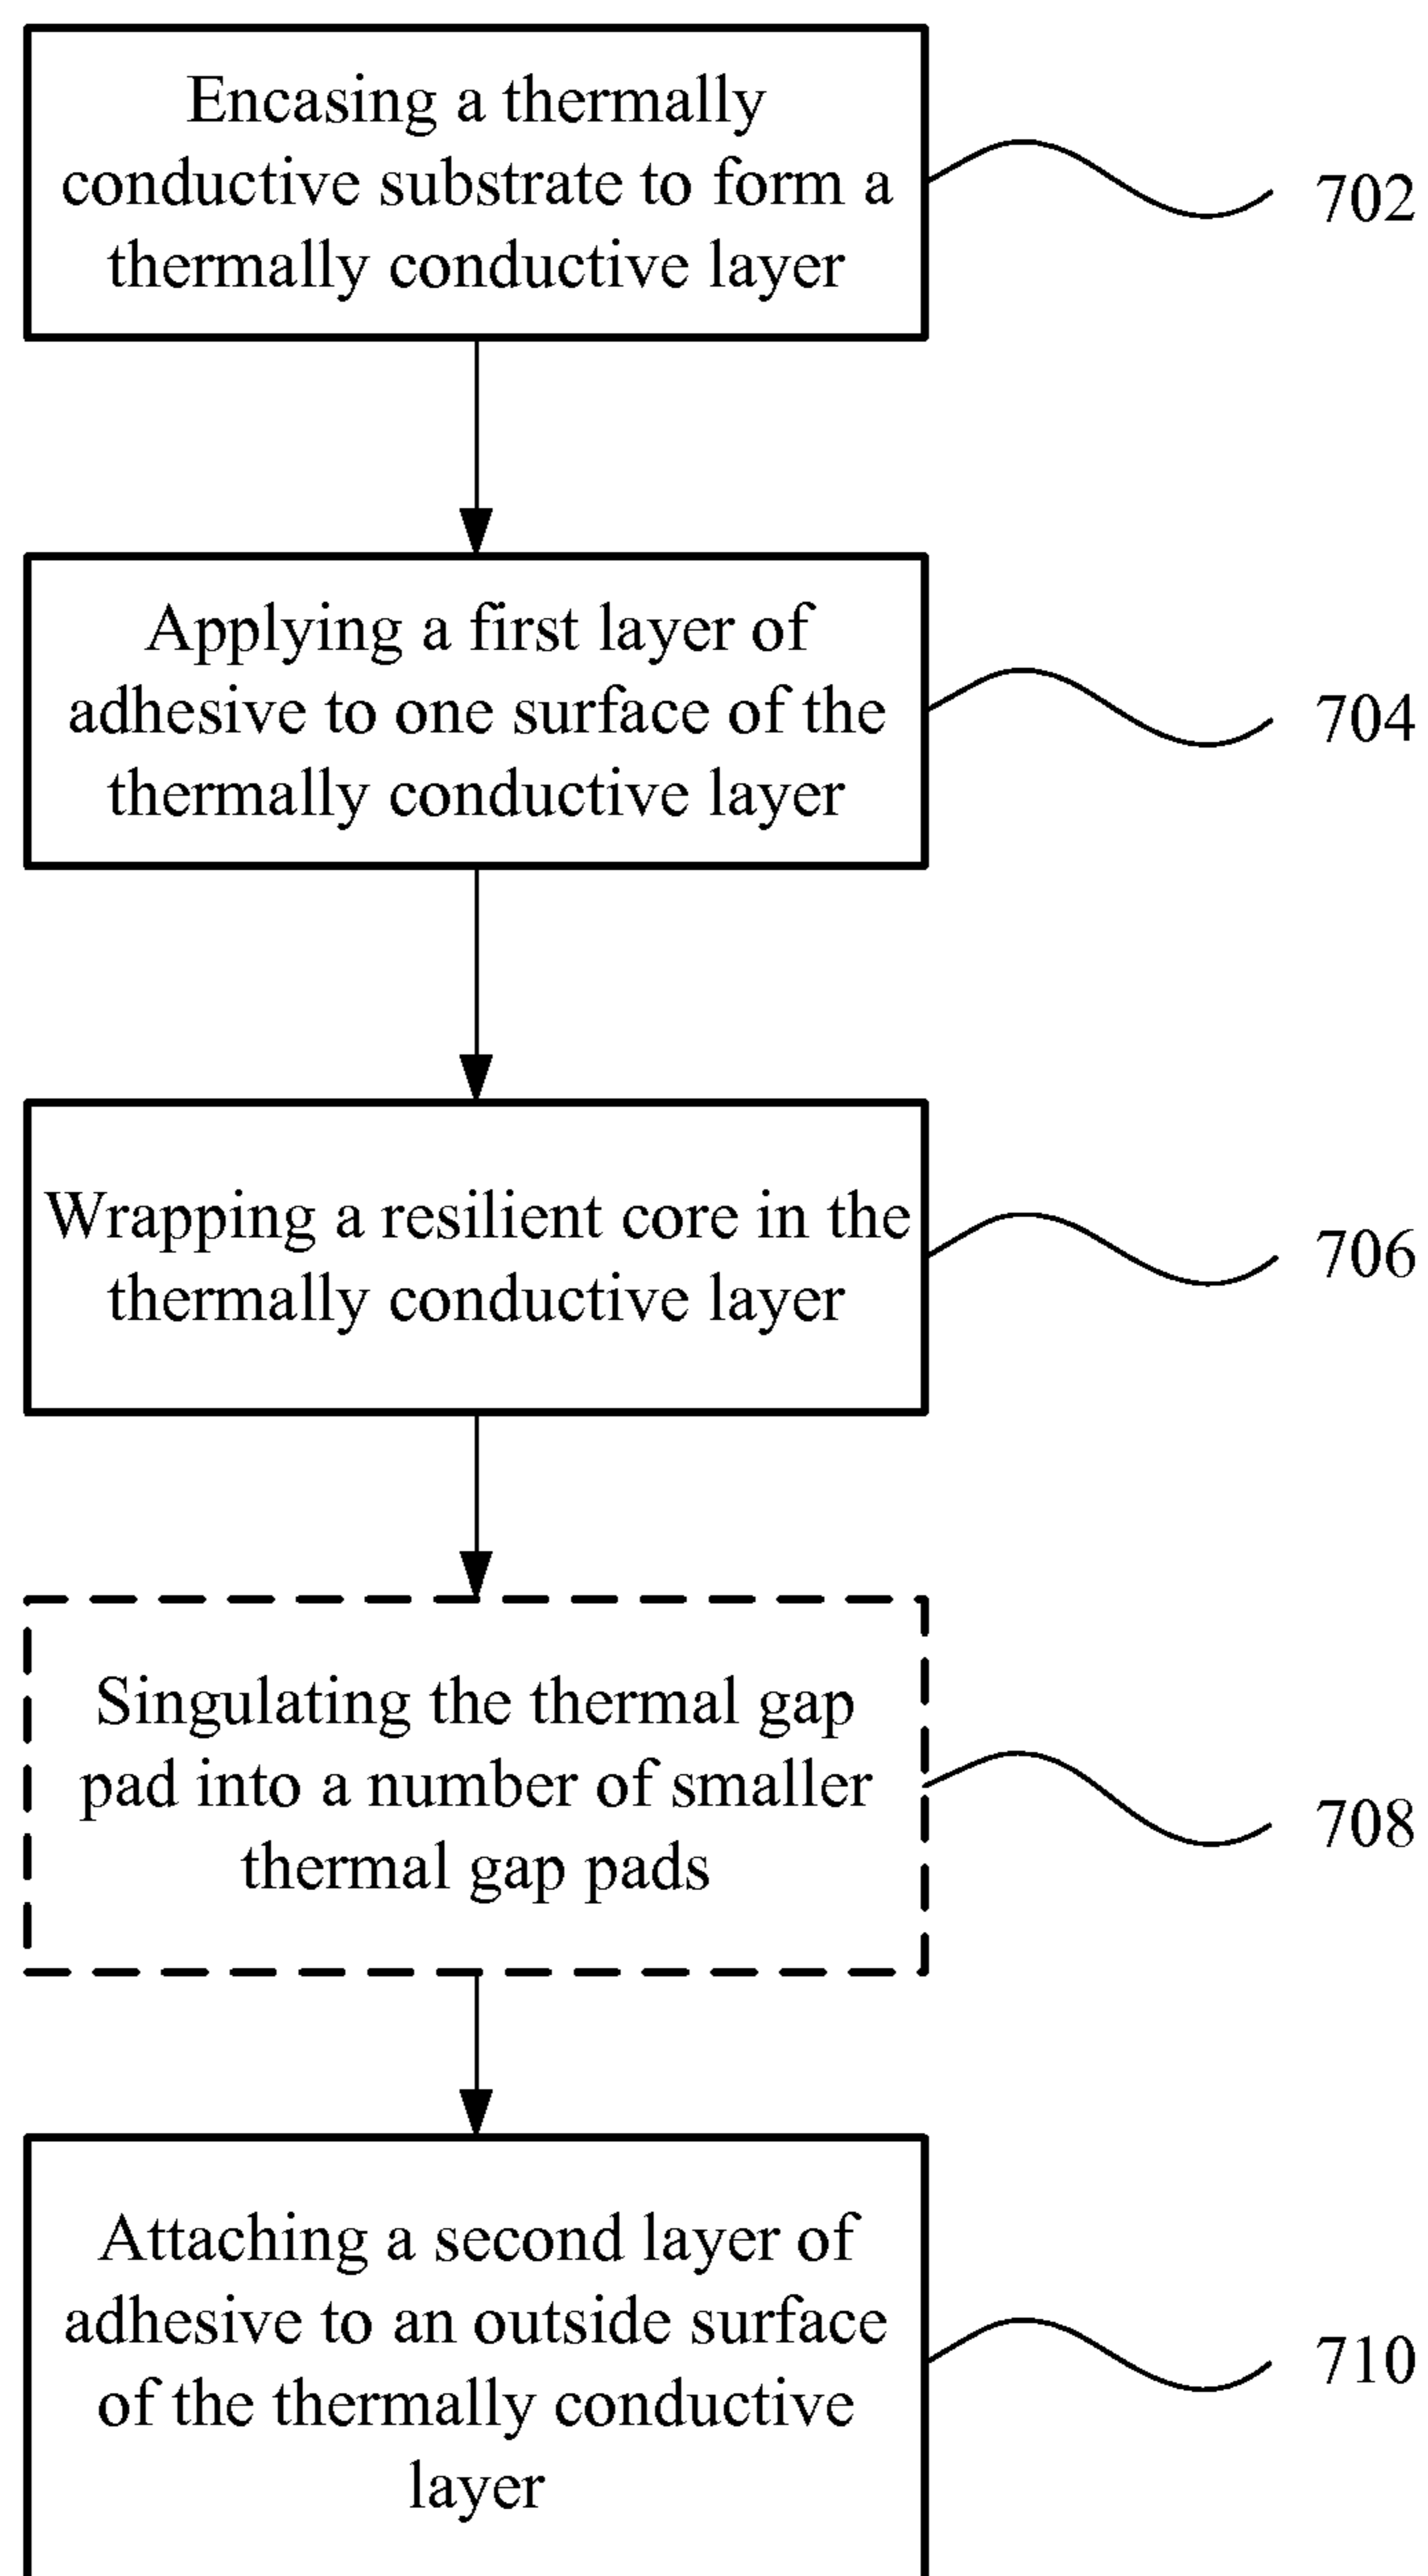 Encasing a thermally
conductive substrate to form a
thermally conductive layer
702
Applying a first layer of
adhesive to one surface of the
thermally conductive layer
704
Wrapping a resilient core in the
thermally conductive layer
706
Singulating the thermal gap
pad into a number of smaller
thermal gap pads
708
Attaching a second layer of
adhesive to an outside surface
of the thermally conductive
layer
710